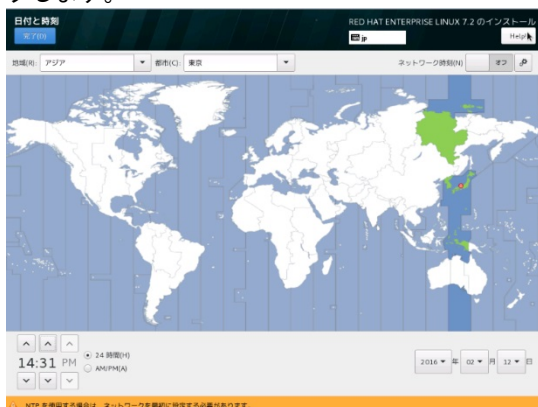 します。
日付と時刻
RED HAT ENTERPRISE LINUX 7.2 のインストール
完了(D)
jp
Help!
地域(R): アジア 都市(C): 東京 ネットワーク時刻(N) オフ
14:31 PM
24 時間(H)
AM/PM(A)
2016 年 02 月 12 日
NTP を使用する場合は、ネットワークを最初に設定する必要があります。